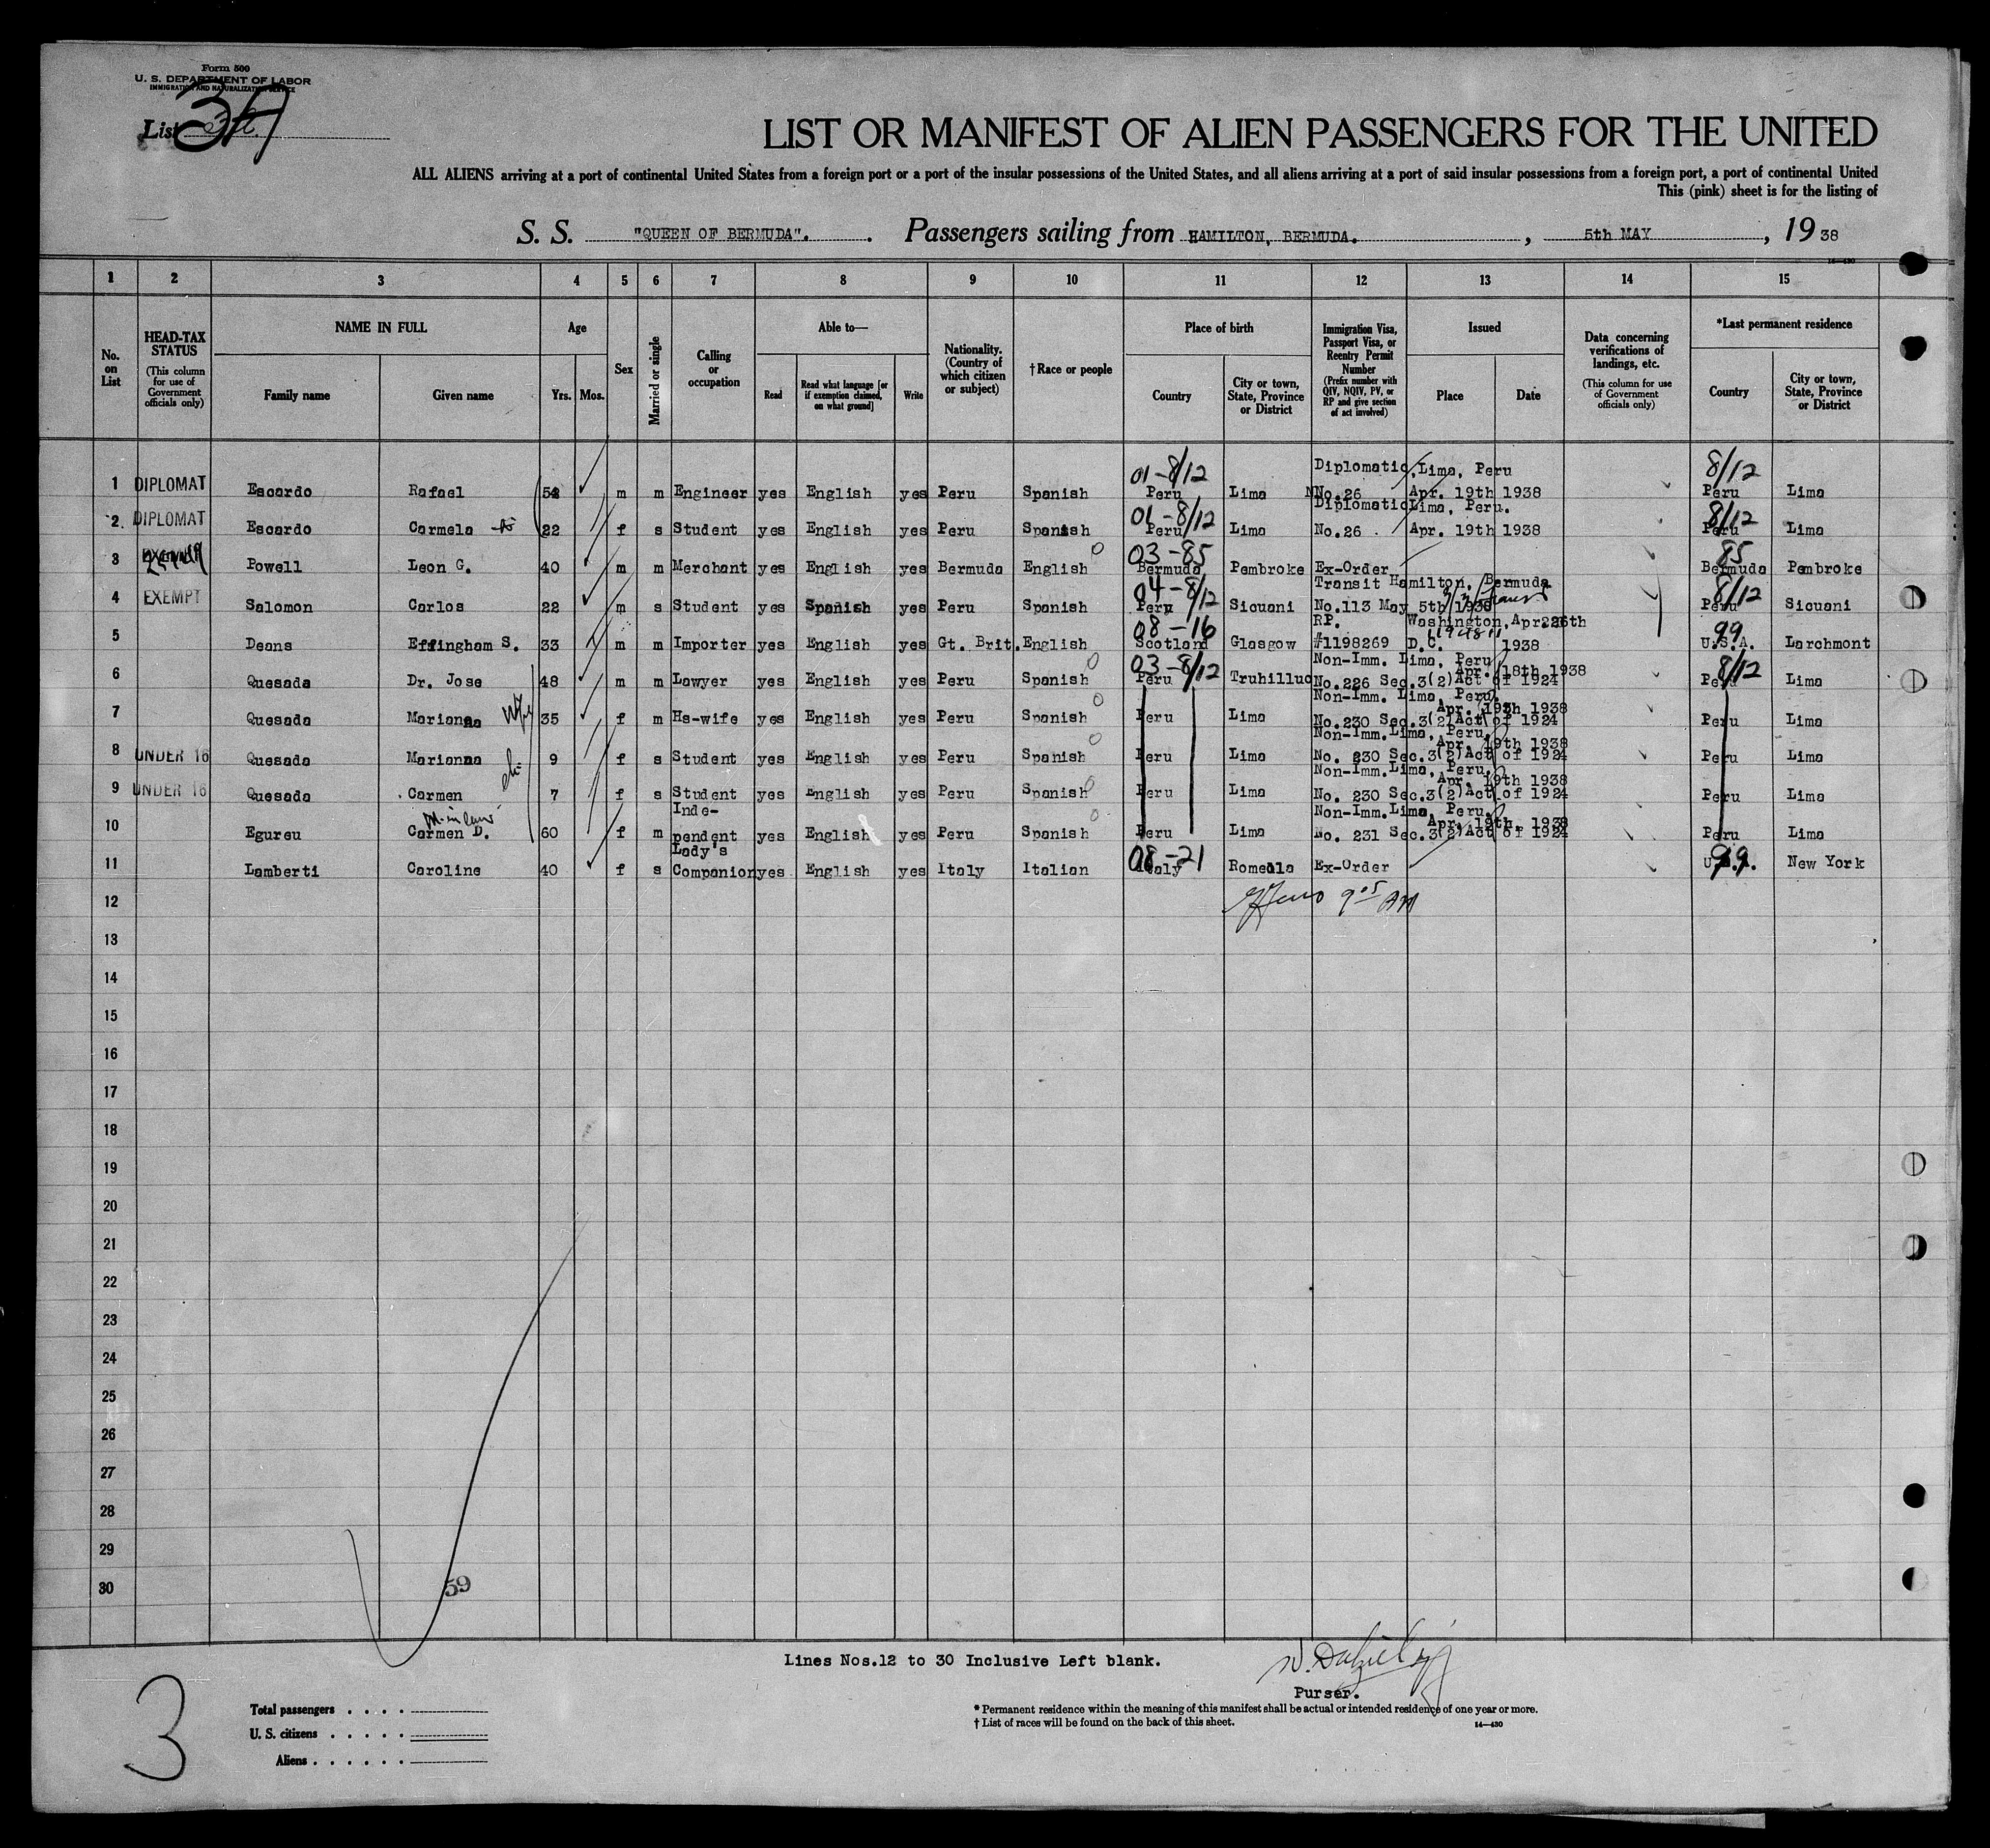 Form 500
U. S. DEPARTMENT OF LABOR
IMMIGRATION AND NATURALIZATION SERVICE
List 3A
LIST OR MANIFEST OF ALIEN PASSENGERS FOR THE UNITED
ALL ALIENS arriving at a port of continental United States from a foreign port or a port of the insular possessions of the United States, and all aliens arriving at a port of said insular possessions from a foreign port, a port of continental United
This (pink) sheet is for the listing of
S. S. "QUEEN OF BERMUDA". Passengers sailing from HAMILTON, BERMUDA. , 5th MAY , 19 38
1 2 3 4 5 6 7 8 9 10 11 12 13 14 15
No. on List
HEAD-TAX STATUS (This column for use of Government officials only)
NAME IN FULL Family name Given name
Age Yrs. Mos.
Sex
Married or single
Calling or occupation
Able to— Read Read what language [or if exemption claimed, on what ground] Write
Nationality. (Country of which citizen or subject)
†Race or people
Place of birth Country City or town, State, Province or District
Immigration Visa, Passport Visa, or Reentry Permit Number (Prefix number with QIV, NQIV, PV, or RP and give section of act involved)
Issued Place Date
Data concerning verifications of landings, etc. (This column for use of Government officials only)
*Last permanent residence Country City or town, State, Province or District
01-8/12 Diplomatic, Lima, Peru 8/12
1 DIPLOMAT Escardo Rafael 52 m m Engineer yes English yes Peru Spanish Peru Lima No.26 Apr. 19th 1938 Peru Lima
01-8/12 Diplomatic Lima, Peru. 8/12
2 DIPLOMAT Escardo Carmela 22 f s Student yes English yes Peru Spanish Peru Lima No.26 Apr. 19th 1938 Peru Lima
03-85 85
3 Powell Leon G. 40 m m Merchant yes English yes Bermuda English Bermuda Pembroke Ex-Order Bermuda Pembroke
04-8/12 Transit Hamilton, Bermuda 8/12
4 EXEMPT Salomon Carlos 22 m s Student yes Spanish yes Peru Spanish Peru Sicuani No.113 May 5th 1938 Peru Sicuani
08-16 RP. Washington, Apr. 26th 99
5 Deans Effingham S. 33 m m Importer yes English yes Gt. Brit. English Scotland Glasgow #1198269 D.C. 1938 U.S.A. Larchmont
03-8/12 Non-Imm. Lima, Peru Apr. 18th 1938 8/12
6 Quesada Dr. Jose 48 m m Lawyer yes English yes Peru Spanish Peru Truhilluo No.226 Sec.3(2)Act of 1924 Peru Lima
Wife Non-Imm. Lima, Peru, Apr. 19th 1938
7 Quesada Mariana 35 f m Hs-wife yes English yes Peru Spanish Peru Lima No.230 Sec.3(2)Act of 1924 Peru Lima
Non-Imm. Lima, Peru, Apr. 19th 1938
8 UNDER 16 Quesada Mariana 9 f s Student yes English yes Peru Spanish Peru Lima No. 230 Sec.3(2)Act of 1924 Peru Lima
ch. Non-Imm. Lima, Peru, Apr. 19th 1938
9 UNDER 16 Quesada Carmen 7 f s Student yes English yes Peru Spanish Peru Lima No. 230 Sec.3(2)Act of 1924 Peru Lima
M-in law Inde- Non-Imm. Lima, Peru, Apr. 19th. 1938
10 Egureu Carmen D. 60 f m pendent yes English yes Peru Spanish Peru Lima No. 231 Sec.3(2)Act of 1924 Peru Lima
Lady's 08-21 99
11 Lamberti Caroline 40 f s Companion yes English yes Italy Italian Italy Ex-Order New York
12 9 05 AM
13
14
15
16
17
18
19
20
21
22
23
24
25
26
27
28
29
30
59
Lines Nos.12 to 30 Inclusive Left blank.
Purser.
3
Total passengers . . . .
U. S. citizens . . . . .
Aliens . . . . . .
* Permanent residence within the meaning of this manifest shall be actual or intended residence of one year or more.
† List of races will be found on the back of this sheet.
14—430